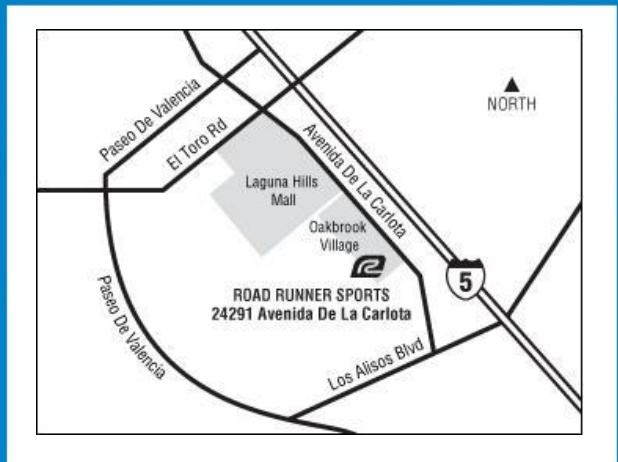 Paseo De Valencia
El Toro Rd
NORTH
Avenida De La Carlota
Laguna Hills
Mall
Oakbrook
Village
5
ROAD RUNNER SPORTS
24291 Avenida De La Carlota
Paseo De Valencia
Los Alisos Blvd